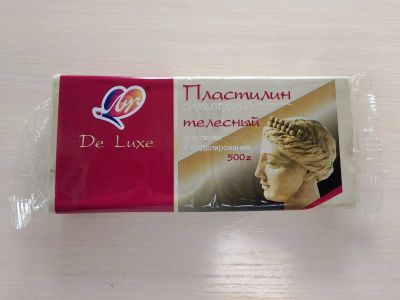 Луч
De Luxe
Пластилин
скульптурный
телесный
для лепки
и моделирования
500г